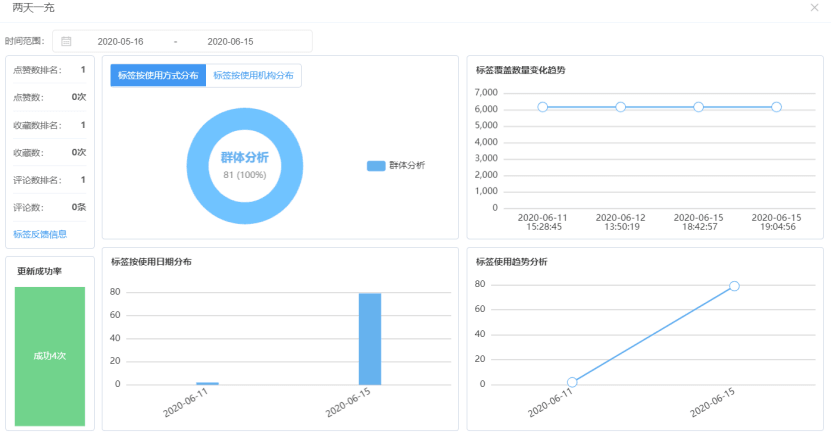 两天一充
时间范围： 2020-05-16 - 2020-06-15
点赞数排名： 1
点赞数： 0次
收藏数排名： 1
收藏数： 0次
评论数排名： 1
评论数： 0条
标签反馈信息
更新成功率
成功4次
标签按使用方式分布 标签按使用机构分布
群体分析
81 (100%)
群体分析
标签覆盖数量变化趋势
7,000
6,000
5,000
4,000
3,000
2,000
1,000
0
2020-06-11 15:28:45
2020-06-12 13:50:19
2020-06-15 18:42:57
2020-06-15 19:04:56
标签按使用日期分布
80
60
40
20
0
2020-06-11
2020-06-15
标签使用趋势分析
80
60
40
20
0
2020-06-11
2020-06-15